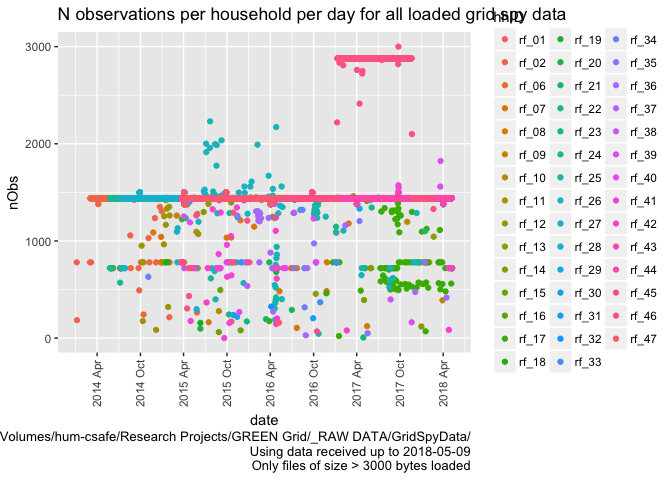 N observations per household per day for all loaded grid spy data
hhID
3000
2000
1000
0
nObs
2014 Apr
2014 Oct
2015 Apr
2015 Oct
2016 Apr
2016 Oct
2017 Apr
2017 Oct
2018 Apr
date
rf_01
rf_02
rf_06
rf_07
rf_08
rf_09
rf_10
rf_11
rf_12
rf_13
rf_14
rf_15
rf_16
rf_17
rf_18
rf_19
rf_20
rf_21
rf_22
rf_23
rf_24
rf_25
rf_26
rf_27
rf_28
rf_29
rf_30
rf_31
rf_32
rf_33
rf_34
rf_35
rf_36
rf_37
rf_38
rf_39
rf_40
rf_41
rf_42
rf_43
rf_44
rf_45
rf_46
rf_47
Volumes/hum-csafe/Research Projects/GREEN Grid/_RAW DATA/GridSpyData/
Using data received up to 2018-05-09
Only files of size > 3000 bytes loaded